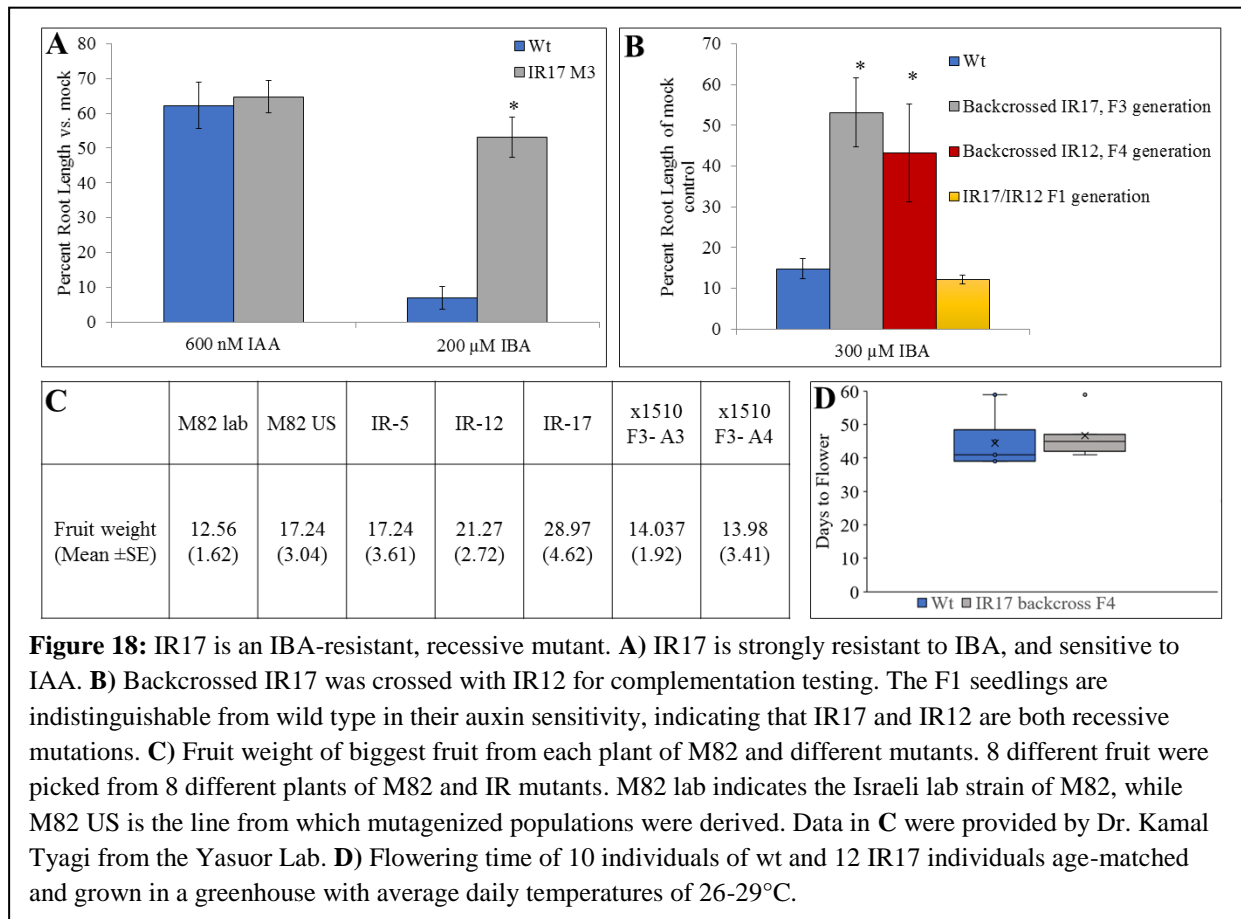 A
80
70
60
50
40
30
20
10
0
Percent Root Length vs. mock
Wt
IR17 M3
*
600 nM IAA
200 µM IBA
B
70
60
50
40
30
20
10
0
Percent Root Length of mock
control
*
*
Wt
Backcrossed IR17, F3 generation
Backcrossed IR12, F4 generation
IR17/IR12 F1 generation
300 µM IBA
C
M82 lab M82 US IR-5 IR-12 IR-17 x1510 F3- A3 x1510 F3- A4
Fruit weight (Mean ±SE) 12.56 (1.62) 17.24 (3.04) 17.24 (3.61) 21.27 (2.72) 28.97 (4.62) 14.037 (1.92) 13.98 (3.41)
D
60
50
40
30
20
10
0
Days to Flower
Wt IR17 backcross F4
Figure 18: IR17 is an IBA-resistant, recessive mutant. A) IR17 is strongly resistant to IBA, and sensitive to
IAA. B) Backcrossed IR17 was crossed with IR12 for complementation testing. The F1 seedlings are
indistinguishable from wild type in their auxin sensitivity, indicating that IR17 and IR12 are both recessive
mutations. C) Fruit weight of biggest fruit from each plant of M82 and different mutants. 8 different fruit were
picked from 8 different plants of M82 and IR mutants. M82 lab indicates the Israeli lab strain of M82, while
M82 US is the line from which mutagenized populations were derived. Data in C were provided by Dr. Kamal
Tyagi from the Yasuor Lab. D) Flowering time of 10 individuals of wt and 12 IR17 individuals age-matched
and grown in a greenhouse with average daily temperatures of 26-29°C.